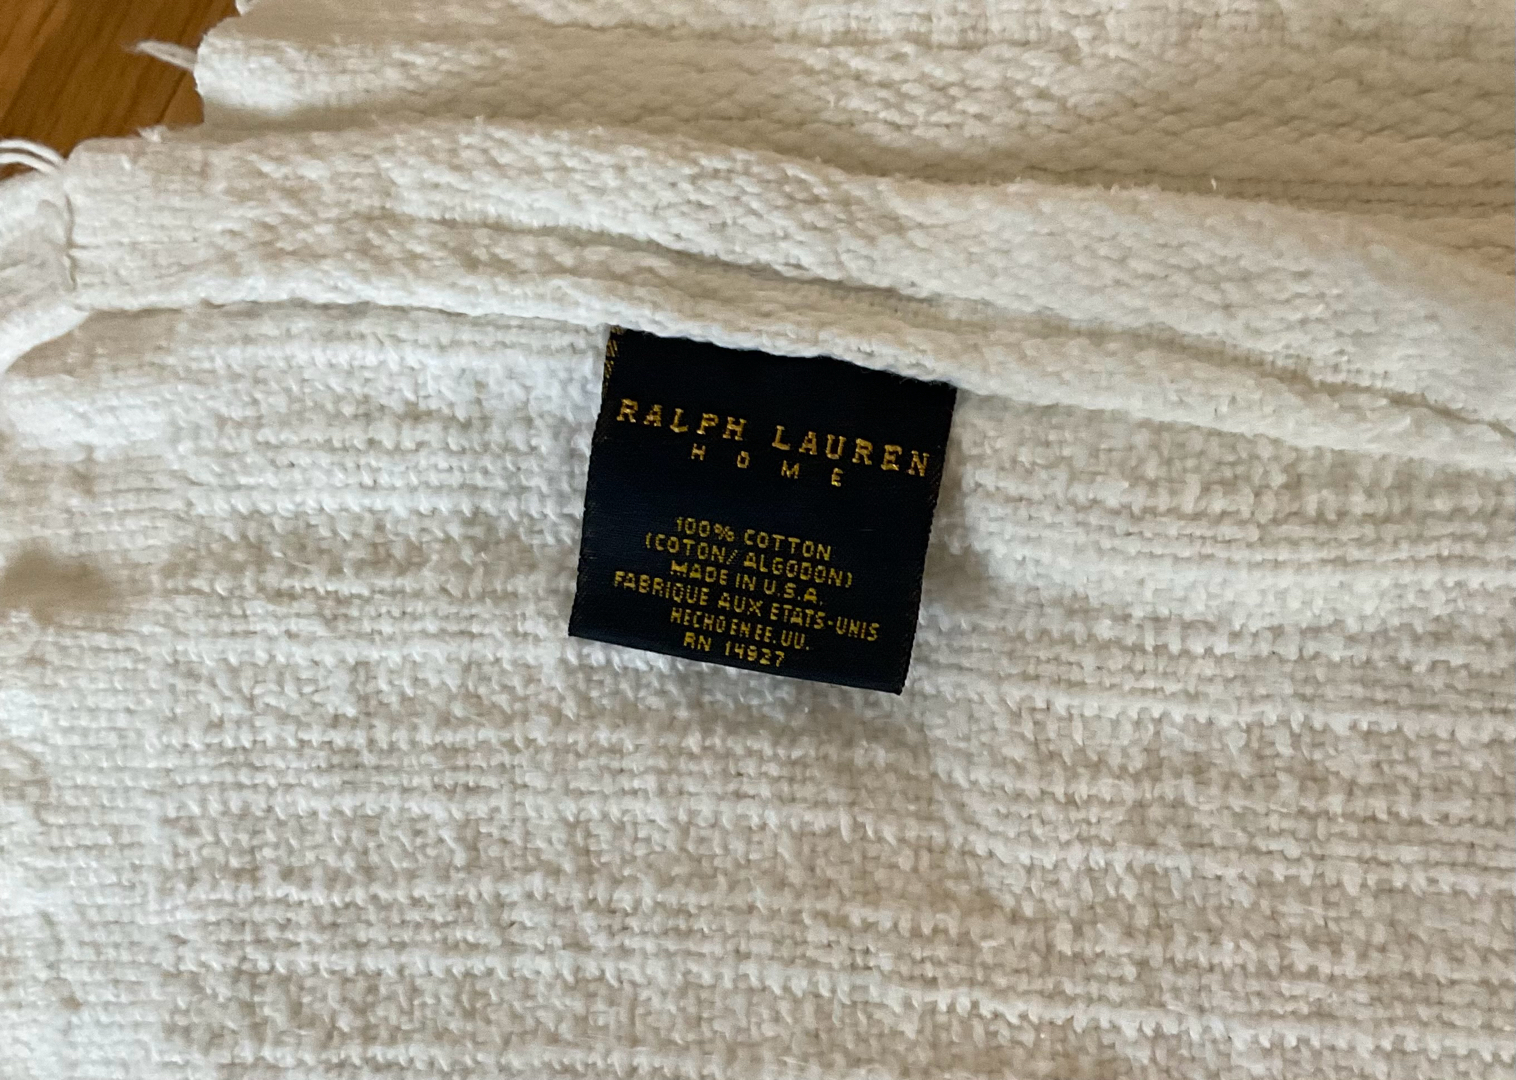 RALPH LAUREN
HOME
100% COTTON
(COTON/ALGODON)
MADE IN U.S.A.
FABRIQUE AUX ETATS-UNIS
HECHO EN EE.UU.
RN 14927